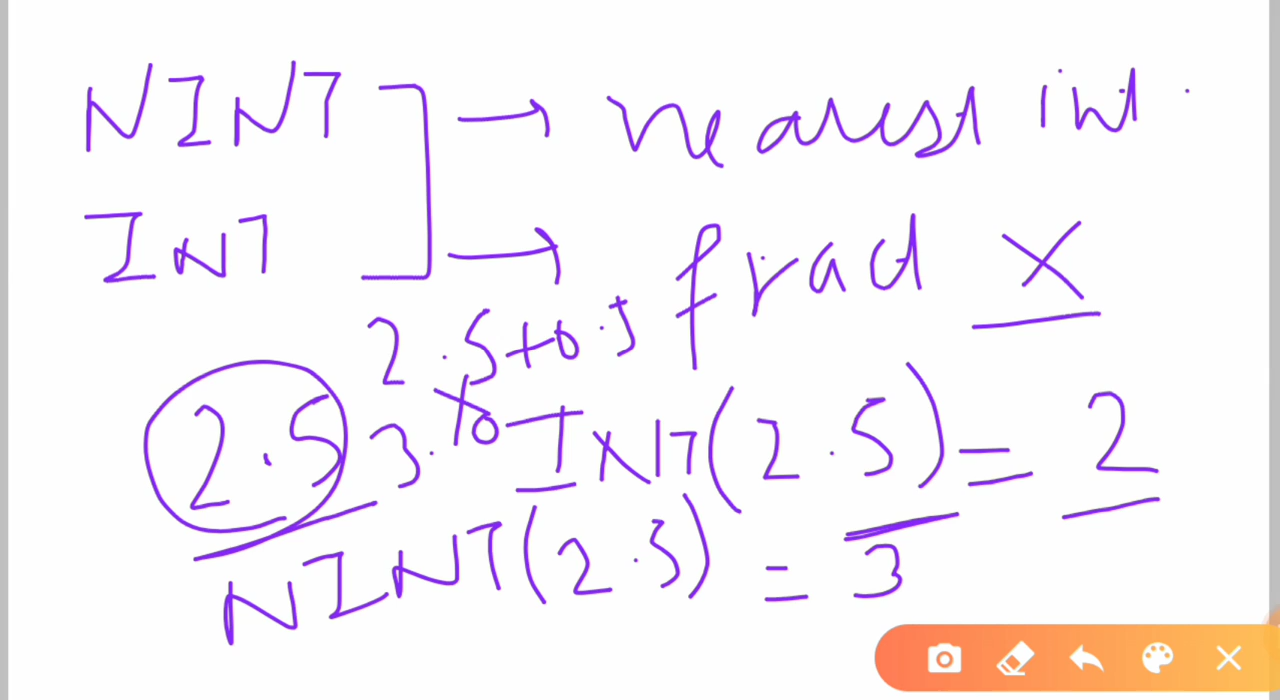 NINT → nearest int.
INT → fract X
2.5+0.5
2.5 3.0 INT(2.5) = 2
NINT(2.5) = 3